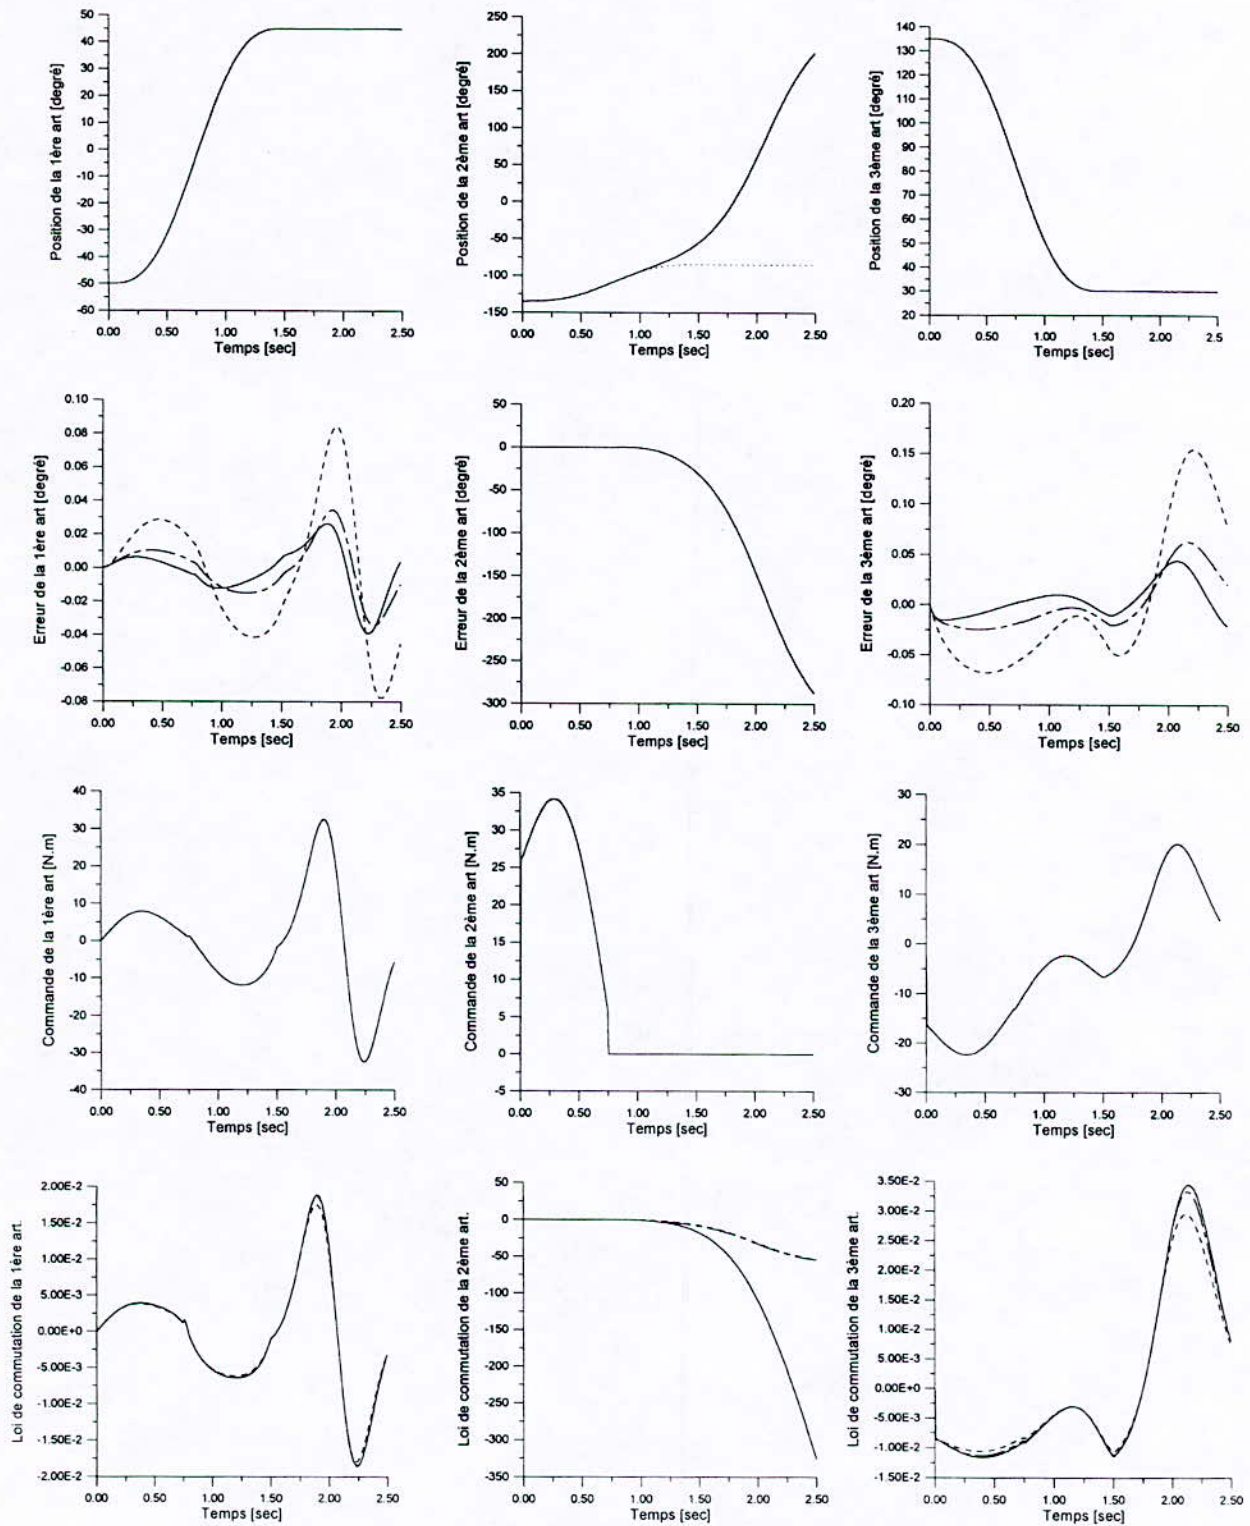 Position de la 1ère art [degré]
50
40
30
20
10
0
-10
-20
-30
-40
-50
-60
0.00 0.50 1.00 1.50 2.00 2.50
Temps [sec]
Position de la 2ème art [degré]
250
200
150
100
50
0
-50
-100
-150
0.00 0.50 1.00 1.50 2.00 2.50
Temps [sec]
Position de la 3ème art [degré]
140
130
120
110
100
90
80
70
60
50
40
30
20
0.00 0.50 1.00 1.50 2.00 2.50
Temps [sec]
Erreur de la 1ère art [degré]
0.10
0.08
0.06
0.04
0.02
0.00
-0.02
-0.04
-0.06
-0.08
0.00 0.50 1.00 1.50 2.00 2.50
Temps [sec]
Erreur de la 2ème art [degré]
50
0
-50
-100
-150
-200
-250
-300
0.00 0.50 1.00 1.50 2.00 2.50
Temps [sec]
Erreur de la 3ème art [degré]
0.20
0.15
0.10
0.05
0.00
-0.05
-0.10
0.00 0.50 1.00 1.50 2.00 2.50
Temps [sec]
Commande de la 1ère art [N.m]
40
30
20
10
0
-10
-20
-30
-40
0.00 0.50 1.00 1.50 2.00 2.50
Temps [sec]
Commande de la 2ème art [N.m]
35
30
25
20
15
10
5
0
-5
0.00 0.50 1.00 1.50 2.00 2.50
Temps [sec]
Commande de la 3ème art [N.m]
30
20
10
0
-10
-20
-30
0.00 0.50 1.00 1.50 2.00 2.50
Temps [sec]
Loi de commutation de la 1ère art.
2.00E-2
1.50E-2
1.00E-2
5.00E-3
0.00E+0
-5.00E-3
-1.00E-2
-1.50E-2
-2.00E-2
0.00 0.50 1.00 1.50 2.00 2.50
Temps [sec]
Loi de commutation de la 2ème art.
50
0
-50
-100
-150
-200
-250
-300
-350
0.00 0.50 1.00 1.50 2.00 2.50
Temps [sec]
Loi de commutation de la 3ème art.
3.50E-2
3.00E-2
2.50E-2
2.00E-2
1.50E-2
1.00E-2
5.00E-3
0.00E+0
-5.00E-3
-1.00E-2
-1.50E-2
0.00 0.50 1.00 1.50 2.00 2.50
Temps [sec]